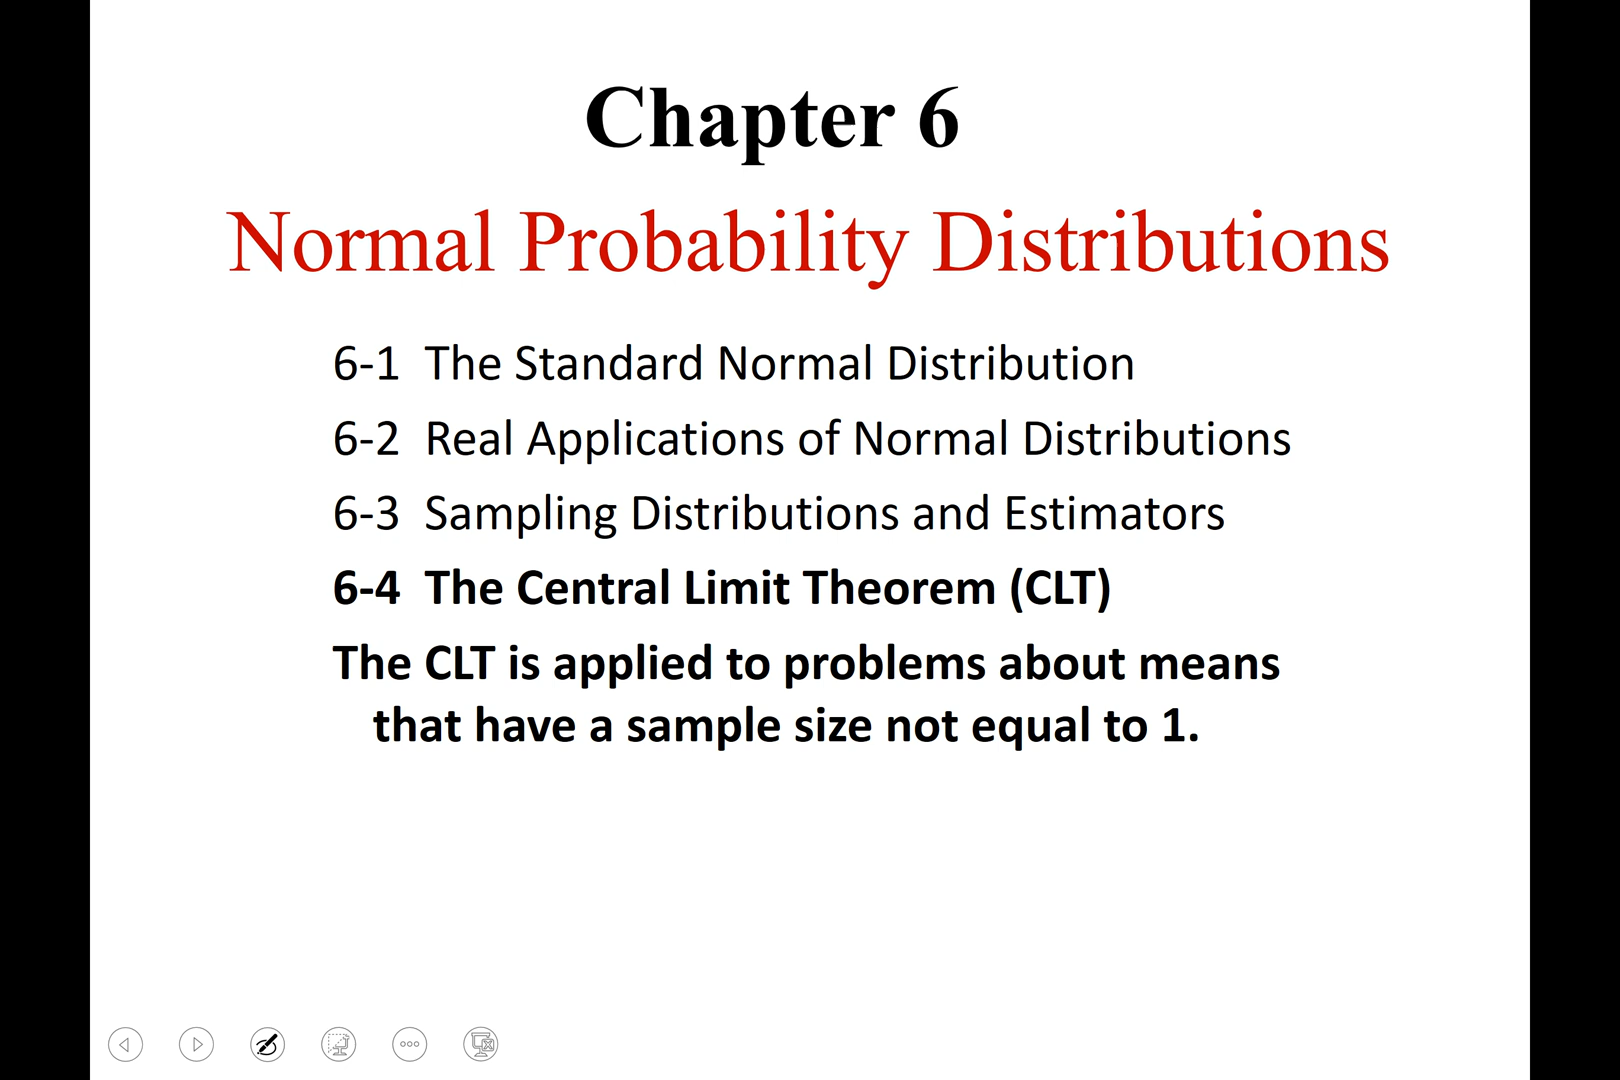 Chapter 6
Normal Probability Distributions
6-1 The Standard Normal Distribution
6-2 Real Applications of Normal Distributions
6-3 Sampling Distributions and Estimators
6-4 The Central Limit Theorem (CLT)
The CLT is applied to problems about means
that have a sample size not equal to 1.